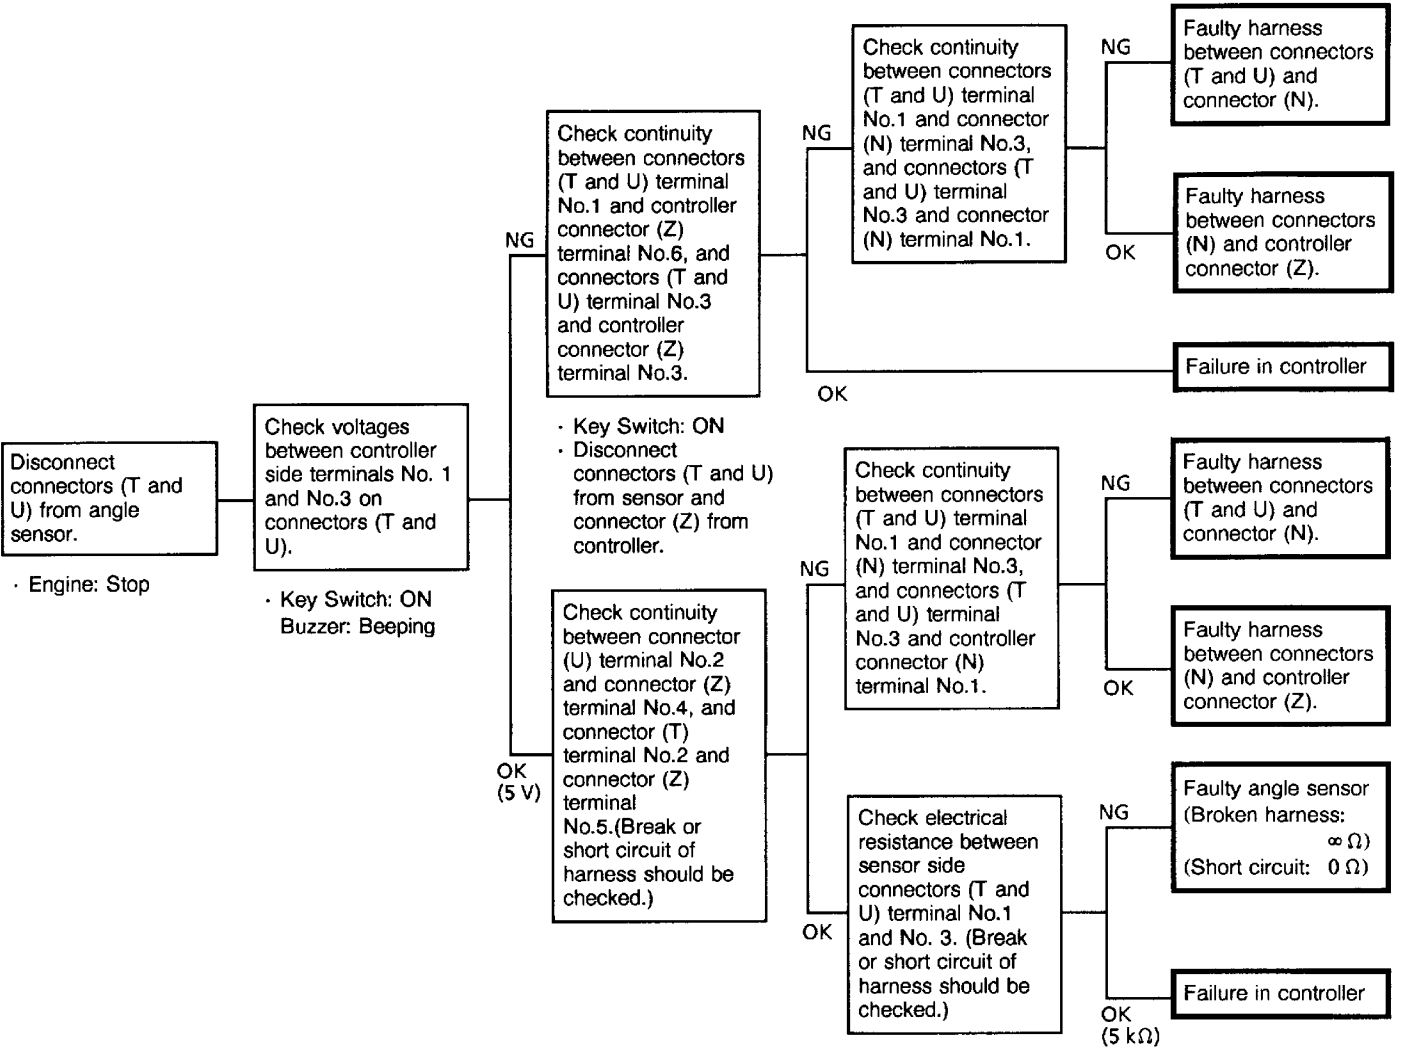 Disconnect
connectors (T and
U) from angle
sensor.
· Engine: Stop
Check voltages
between controller
side terminals No. 1
and No.3 on
connectors (T and
U).
· Key Switch: ON
Buzzer: Beeping
NG
Check continuity
between connectors
(T and U) terminal
No.1 and controller
connector (Z)
terminal No.6, and
connectors (T and
U) terminal No.3
and controller
connector (Z)
terminal No.3.
· Key Switch: ON
· Disconnect
connectors (T and U)
from sensor and
connector (Z) from
controller.
NG
Check continuity
between connectors
(T and U) terminal
No.1 and connector
(N) terminal No.3,
and connectors (T
and U) terminal
No.3 and connector
(N) terminal No.1.
NG
Faulty harness
between connectors
(T and U) and
connector (N).
OK
Faulty harness
between connectors
(N) and controller
connector (Z).
OK
Failure in controller
OK
(5 V)
Check continuity
between connector
(U) terminal No.2
and connector (Z)
terminal No.4, and
connector (T)
terminal No.2 and
connector (Z)
terminal
No.5.(Break or
short circuit of
harness should be
checked.)
NG
Check continuity
between connectors
(T and U) terminal
No.1 and connector
(N) terminal No.3,
and connectors (T
and U) terminal
No.3 and controller
connector (N)
terminal No.1.
NG
Faulty harness
between connectors
(T and U) and
connector (N).
OK
Faulty harness
between connectors
(N) and controller
connector (Z).
OK
Check electrical
resistance between
sensor side
connectors (T and
U) terminal No.1
and No. 3. (Break
or short circuit of
harness should be
checked.)
NG
Faulty angle sensor
(Broken harness:
∞ Ω)
(Short circuit: 0 Ω)
OK
(5 kΩ)
Failure in controller